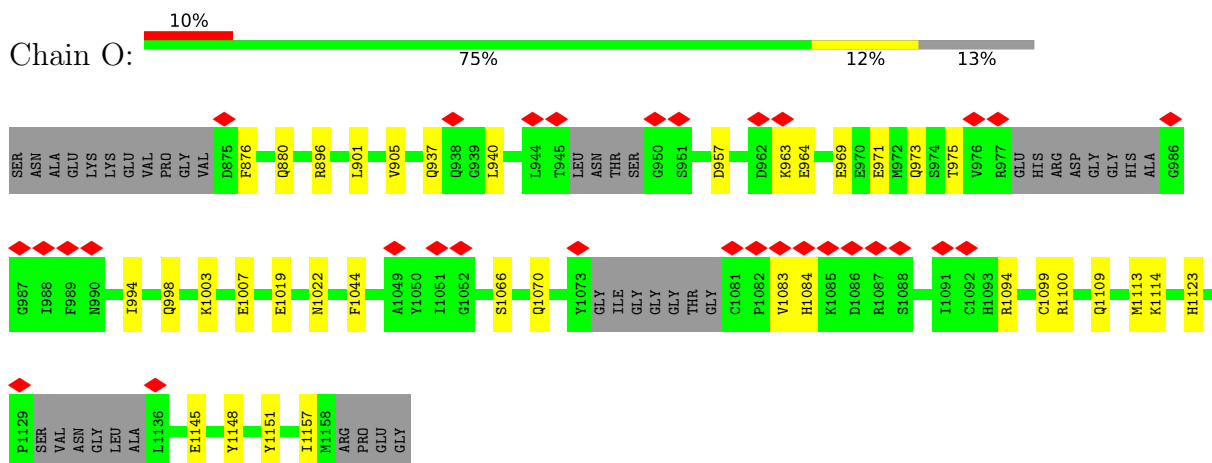 10%
Chain O:
75% 12% 13%
SER ASN ALA GLU LYS LYS GLU VAL PRO GLY VAL D875 F876 Q880 R896 L901 V905 Q937 Q938 G939 L940 L944 T945 LEU ASN THR SER G950 S951 D957 D962 K963 E964 E969 E970 E971 M972 Q973 S974 T975 V976 R977 GLU HIS ARG ASP GLY GLY HIS ALA G986
G987 I988 F989 N990 I994 Q998 K1003 E1007 E1019 N1022 F1044 A1049 Y1050 I1051 G1052 S1066 Q1070 Y1073 GLY ILE GLY GLY GLY THR GLY C1081 P1082 V1083 H1084 K1085 D1086 R1087 S1088 I1091 C1092 H1093 R1094 C1099 R1100 Q1109 M1113 K1114 H1123
P1129 SER VAL ASN GLY LEU ALA L1136 E1145 Y1148 Y1151 I1157 M1158 ARG PRO GLU GLY